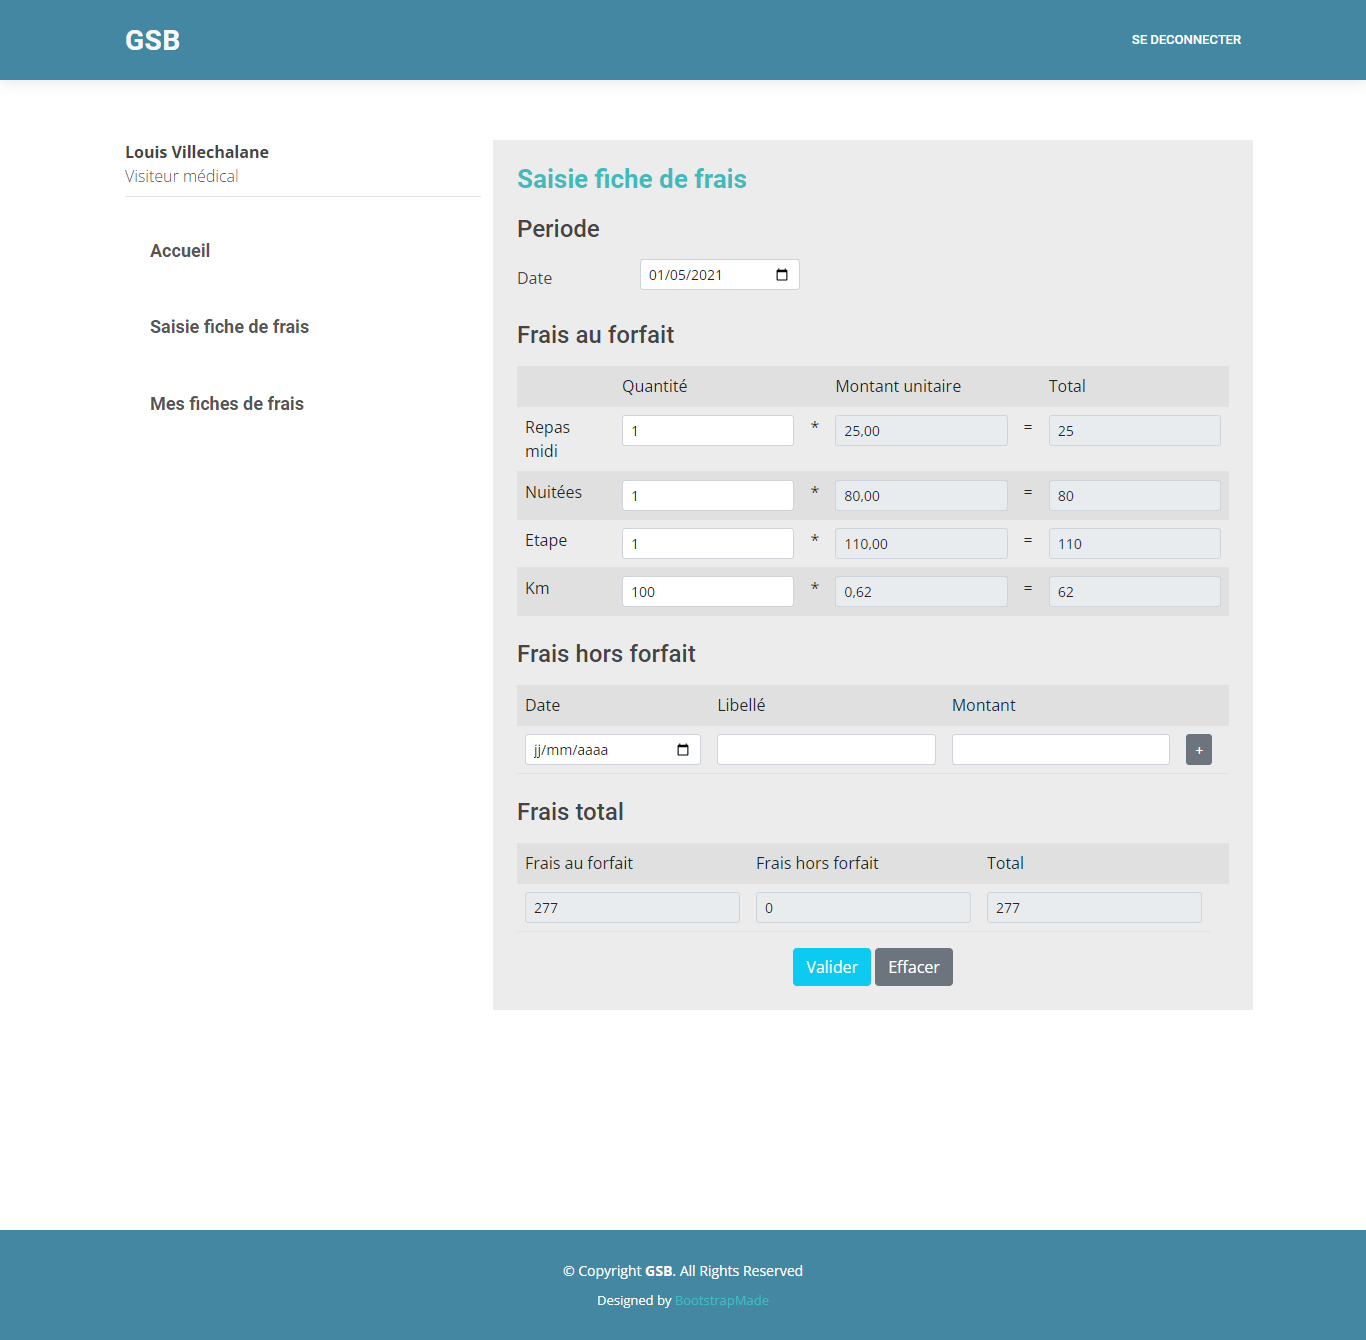 GSB
SE DECONNECTER
Louis Villechalane
Visiteur médical
Accueil
Saisie fiche de frais
Mes fiches de frais
Saisie fiche de frais
Periode
Date 01/05/2021
Frais au forfait
Quantité Montant unitaire Total
Repas midi 1 * 25,00 = 25
Nuitées 1 * 80,00 = 80
Etape 1 * 110,00 = 110
Km 100 * 0,62 = 62
Frais hors forfait
Date Libellé Montant
jj/mm/aaaa +
Frais total
Frais au forfait Frais hors forfait Total
277 0 277
Valider Effacer
© Copyright GSB. All Rights Reserved
Designed by BootstrapMade